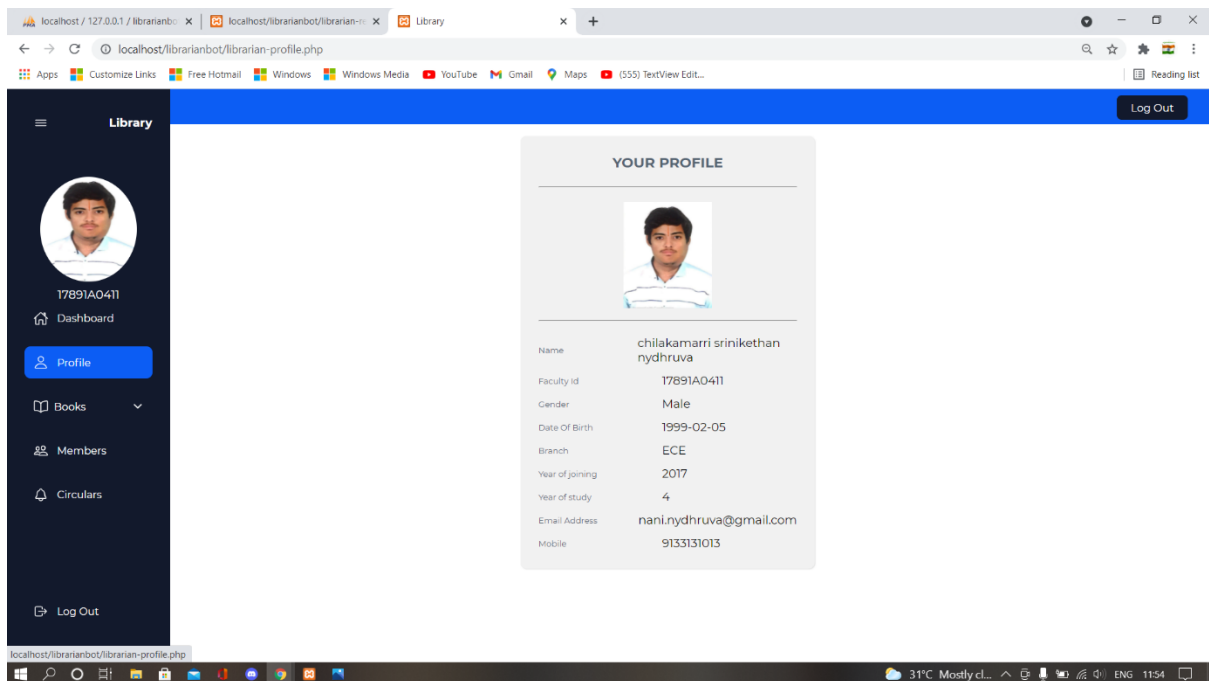 localhost / 127.0.0.1 / librarianbo
localhost/librarianbot/librarian-re
Library
localhost/librarianbot/librarian-profile.php
Apps Customize Links Free Hotmail Windows Windows Media YouTube Gmail Maps (555) TextView Edit... Reading list
Library
Log Out
17891A0411
Dashboard
Profile
Books
Members
Circulars
Log Out
YOUR PROFILE
Name chilakamarri srinikethan
nydhruva
Faculty Id 17891A0411
Gender Male
Date Of Birth 1999-02-05
Branch ECE
Year of joining 2017
Year of study 4
Email Address nani.nydhruva@gmail.com
Mobile 9133131013
localhost/librarianbot/librarian-profile.php
31°C Mostly cl... ENG 11:54